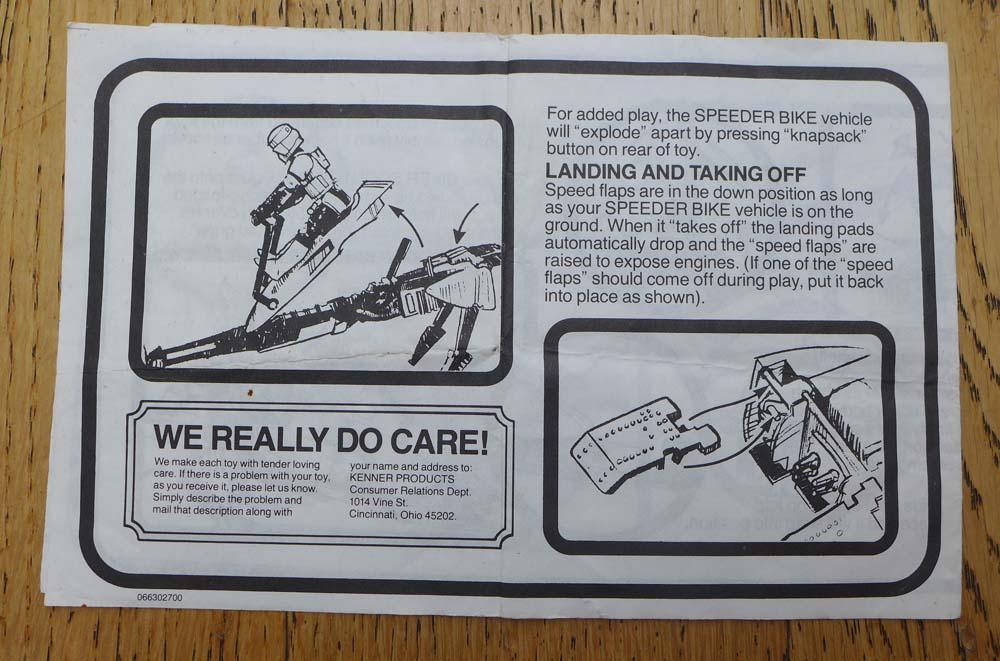 For added play, the SPEEDER BIKE vehicle
will "explode" apart by pressing "knapsack"
button on rear of toy.
LANDING AND TAKING OFF
Speed flaps are in the down position as long
as your SPEEDER BIKE vehicle is on the
ground. When it "takes off" the landing pads
automatically drop and the "speed flaps" are
raised to expose engines. (If one of the "speed
flaps" should come off during play, put it back
into place as shown).
WE REALLY DO CARE!
We make each toy with tender loving
care. If there is a problem with your toy,
as you receive it, please let us know.
Simply describe the problem and
mail that description along with
your name and address to:
KENNER PRODUCTS
Consumer Relations Dept.
1014 Vine St.
Cincinnati, Ohio 45202.
066302700